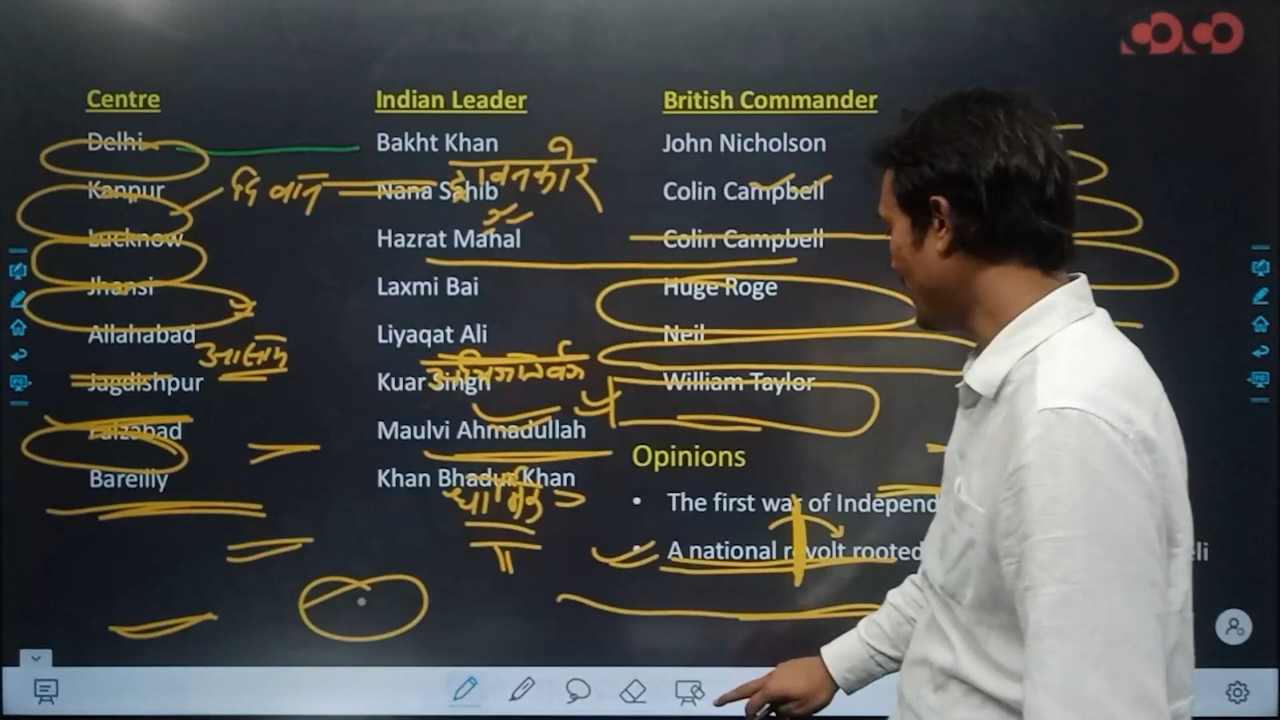 Centre Indian Leader British Commander
Delhi Bakht Khan John Nicholson
Kanpur Nana Sahib Colin Campbell
दिवान
Lucknow Hazrat Mahal Colin Campbell
Jhansi Laxmi Bai Huge Roge
Allahabad Liyaqat Ali Neil
Jagdishpur Kuar Singh William Taylor
Faizabad Maulvi Ahmadullah
Opinions
Bareilly Khan Bhadur Khan
धार्मिक
• The first war of Independ
• A national revolt rooted